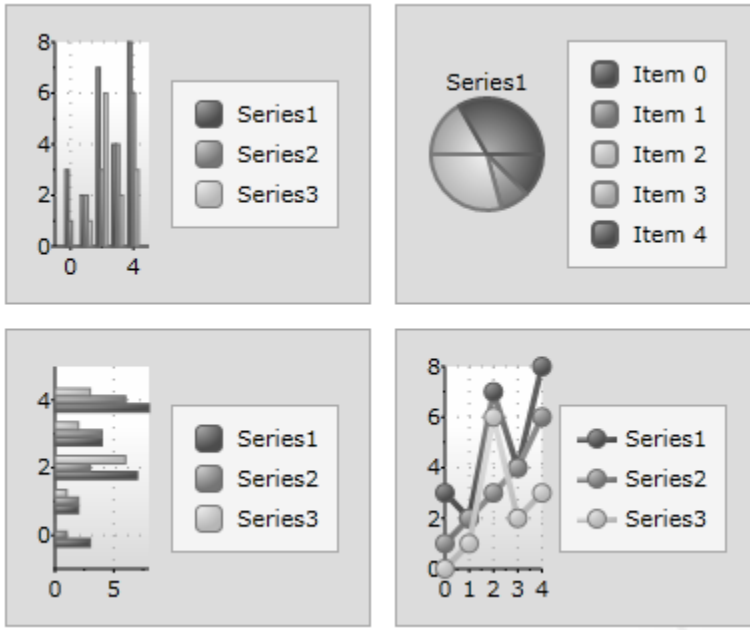 8
6
4
2
0
0 4
Series1
Series2
Series3
Series1
Item 0
Item 1
Item 2
Item 3
Item 4
4
2
0
0 5
Series1
Series2
Series3
8
6
4
2
0
0 1 2 3 4
Series1
Series2
Series3